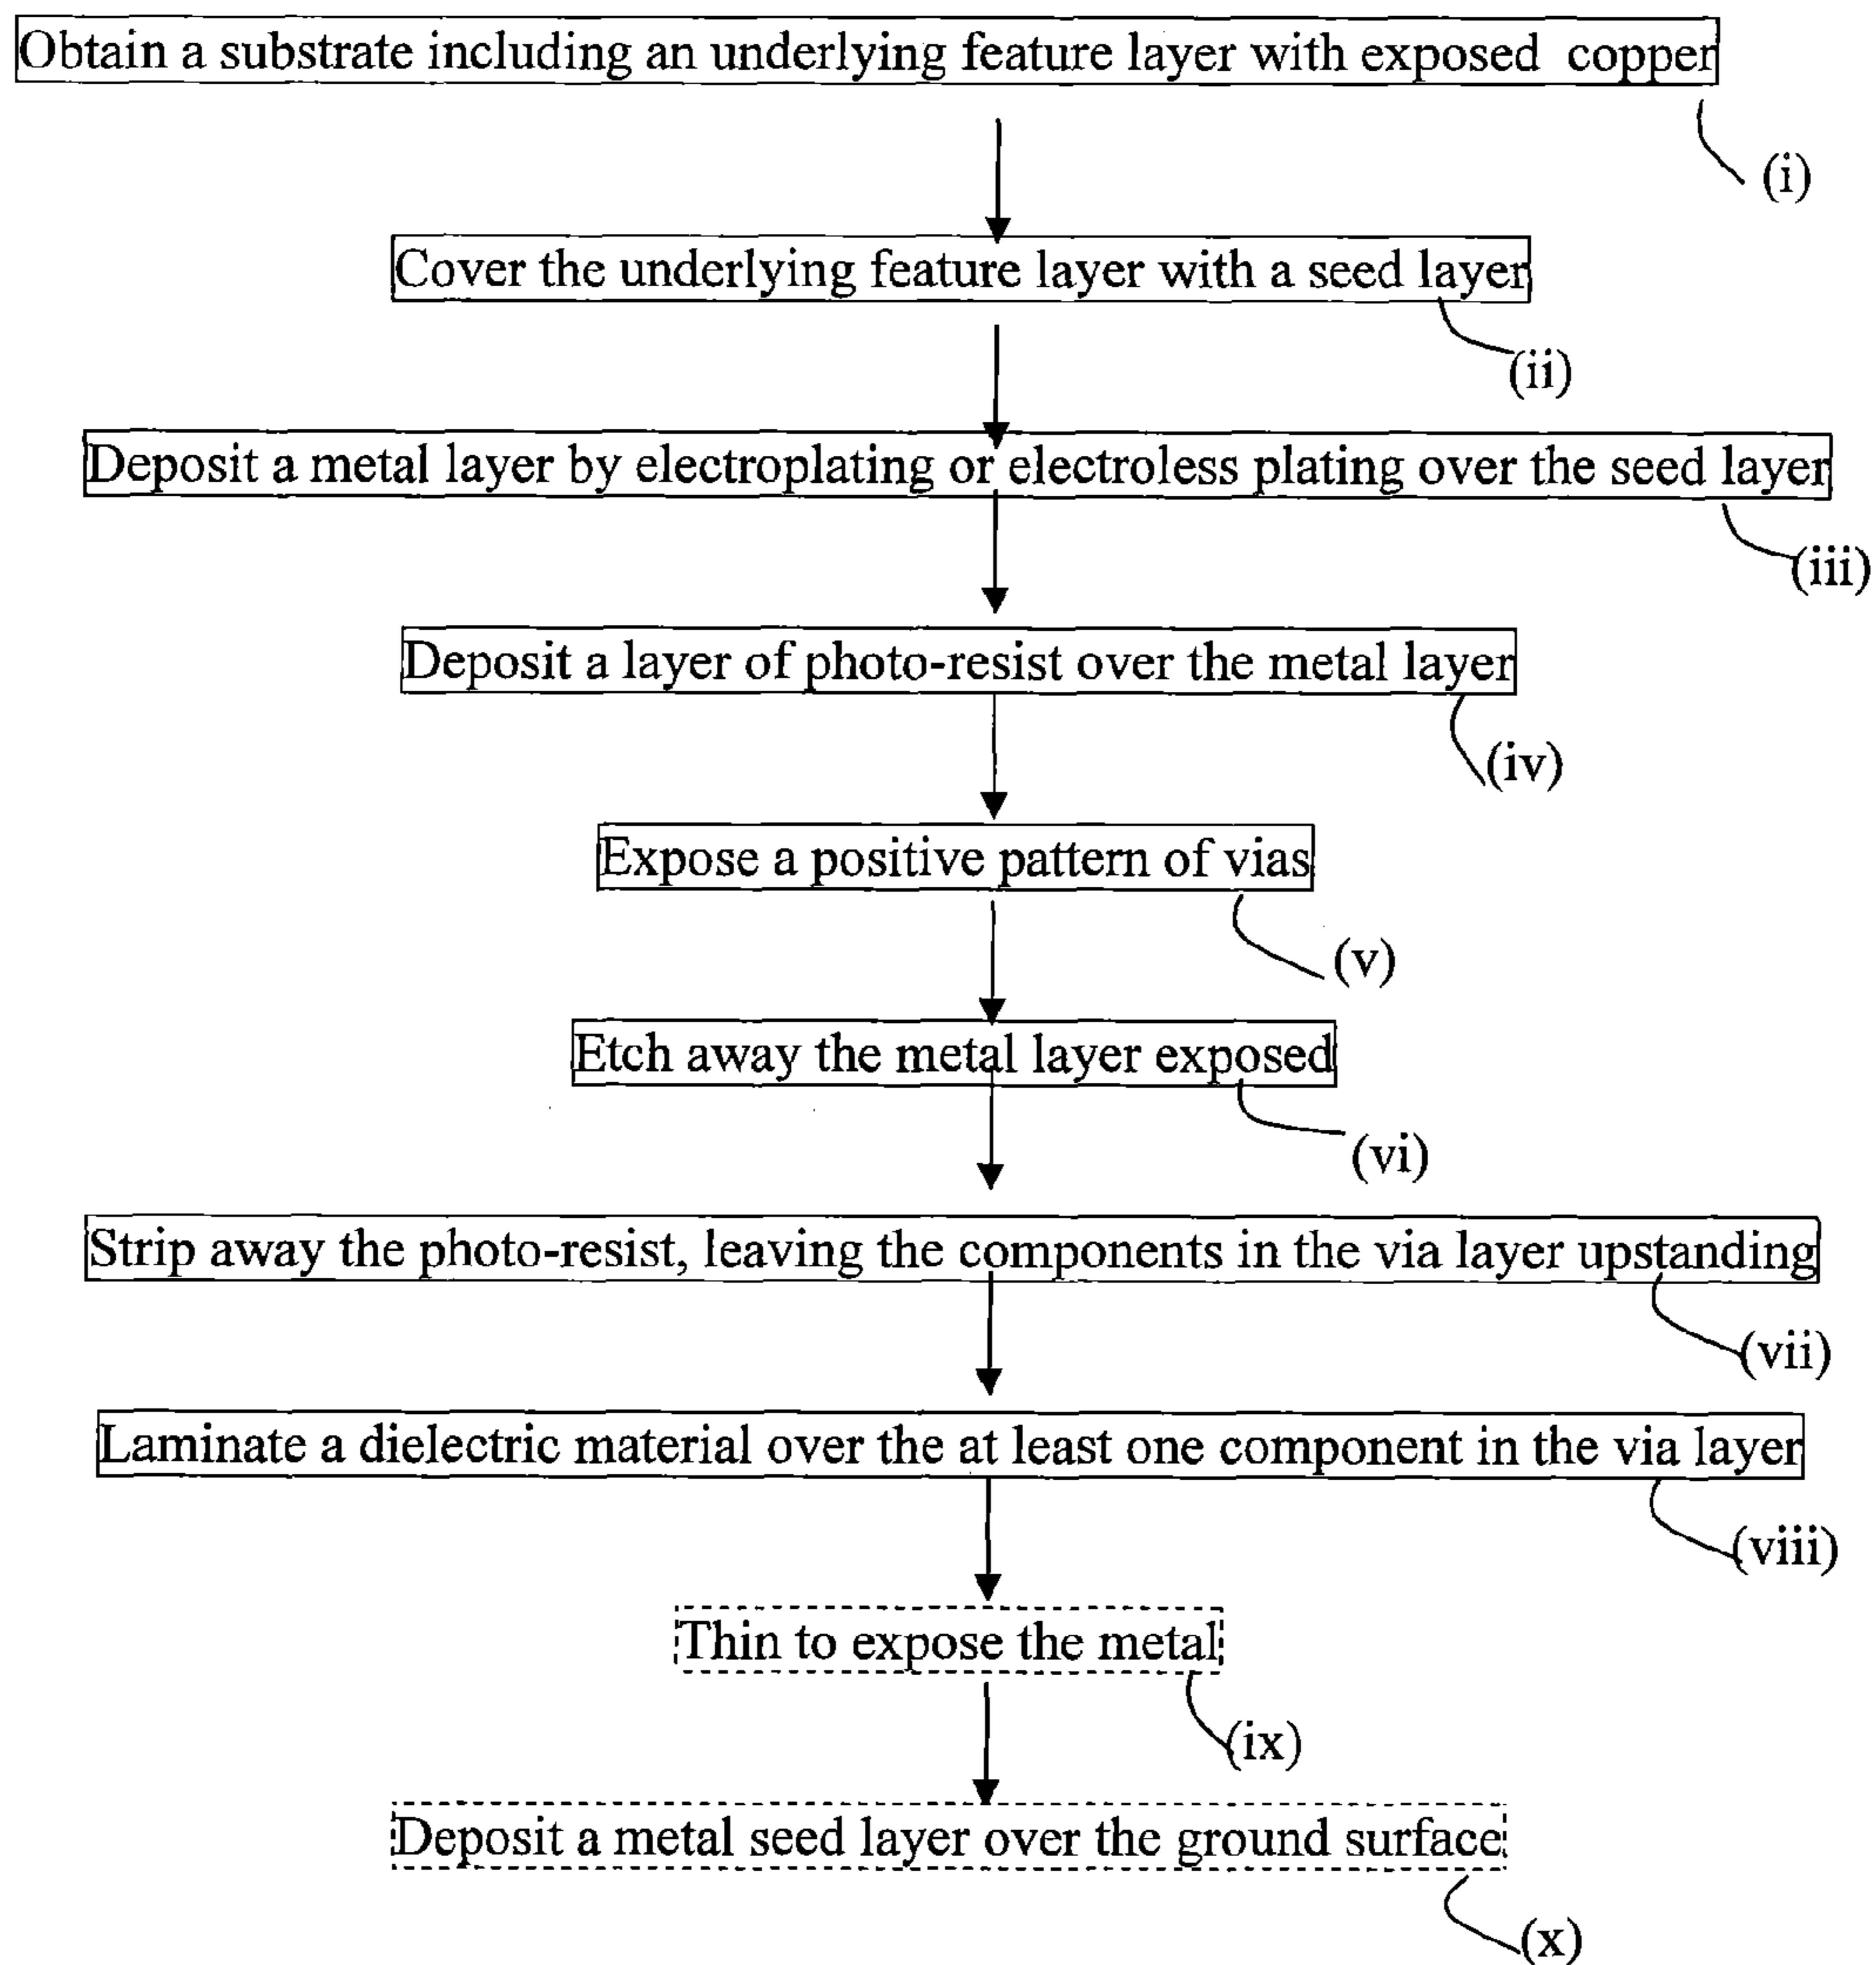 Obtain a substrate including an underlying feature layer with exposed copper
(i)
Cover the underlying feature layer with a seed layer
(ii)
Deposit a metal layer by electroplating or electroless plating over the seed layer
(iii)
Deposit a layer of photo-resist over the metal layer
(iv)
Expose a positive pattern of vias
(v)
Etch away the metal layer exposed
(vi)
Strip away the photo-resist, leaving the components in the via layer upstanding
(vii)
Laminate a dielectric material over the at least one component in the via layer
(viii)
Thin to expose the metal
(ix)
Deposit a metal seed layer over the ground surface
(x)